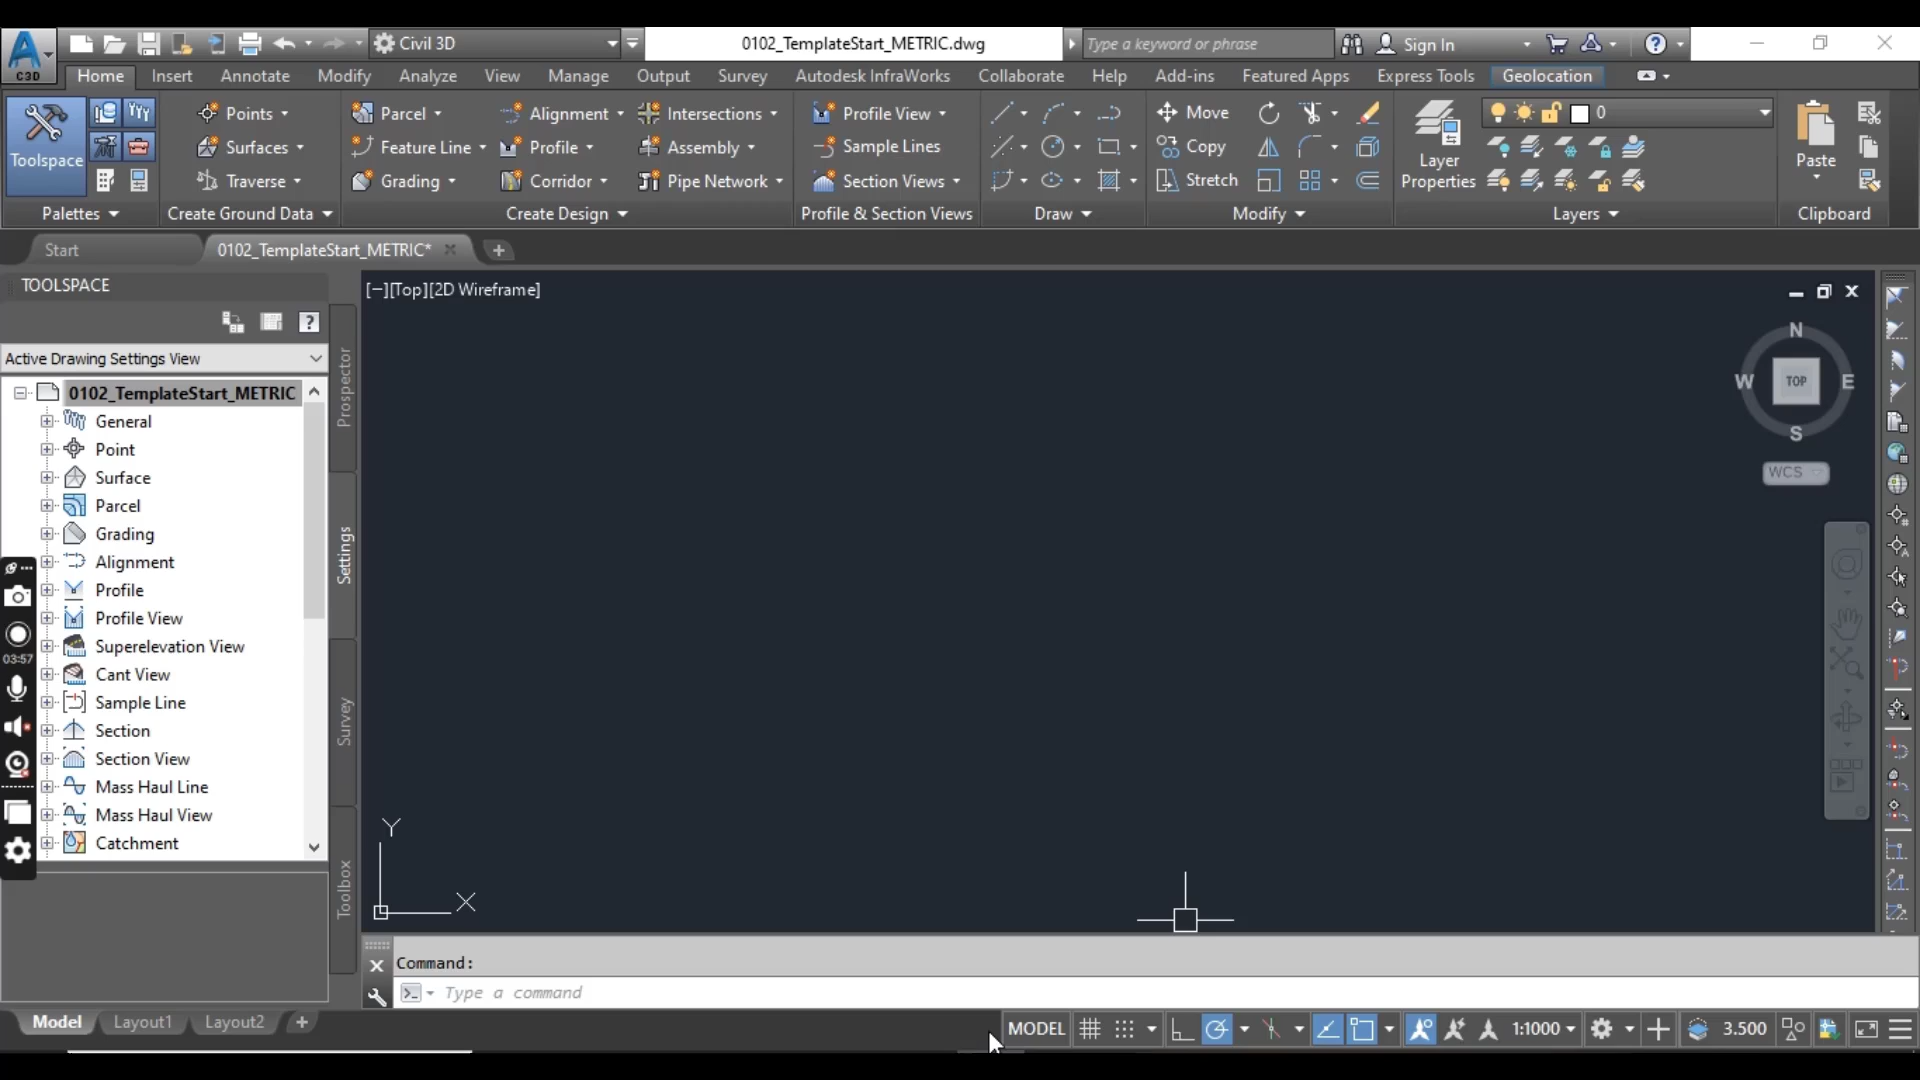 C3D
Civil 3D
0102_TemplateStart_METRIC.dwg
Type a keyword or phrase
Sign In
Home Insert Annotate Modify Analyze View Manage Output Survey Autodesk InfraWorks Collaborate Help Add-ins Featured Apps Express Tools Geolocation
Toolspace
Points
Surfaces
Traverse
Parcel
Feature Line
Grading
Alignment
Profile
Corridor
Intersections
Assembly
Pipe Network
Profile View
Sample Lines
Section Views
Move
Copy
Stretch
Layer
Properties
0
Paste
Palettes Create Ground Data Create Design Profile & Section Views Draw Modify Layers Clipboard
Start 0102_TemplateStart_METRIC*
TOOLSPACE
Active Drawing Settings View
0102_TemplateStart_METRIC
General
Point
Surface
Parcel
Grading
Alignment
Profile
Profile View
Superelevation View
Cant View
Sample Line
Section
Section View
Mass Haul Line
Mass Haul View
Catchment
03:57
Prospector
Settings
Survey
Toolbox
[−][Top][2D Wireframe]
N
W TOP E
S
WCS
Y
X
Command:
Type a command
Model Layout1 Layout2
MODEL 1:1000 3.500